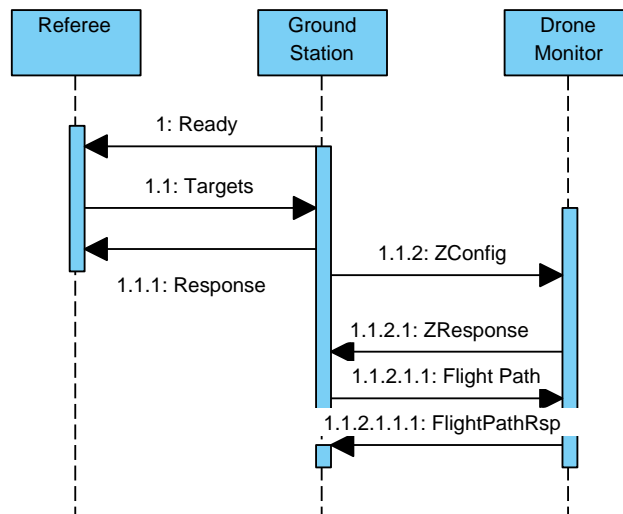 Referee
Ground
Station
Drone
Monitor
1: Ready
1.1: Targets
1.1.2: ZConfig
1.1.1: Response
1.1.2.1: ZResponse
1.1.2.1.1: Flight Path
1.1.2.1.1.1: FlightPathRsp